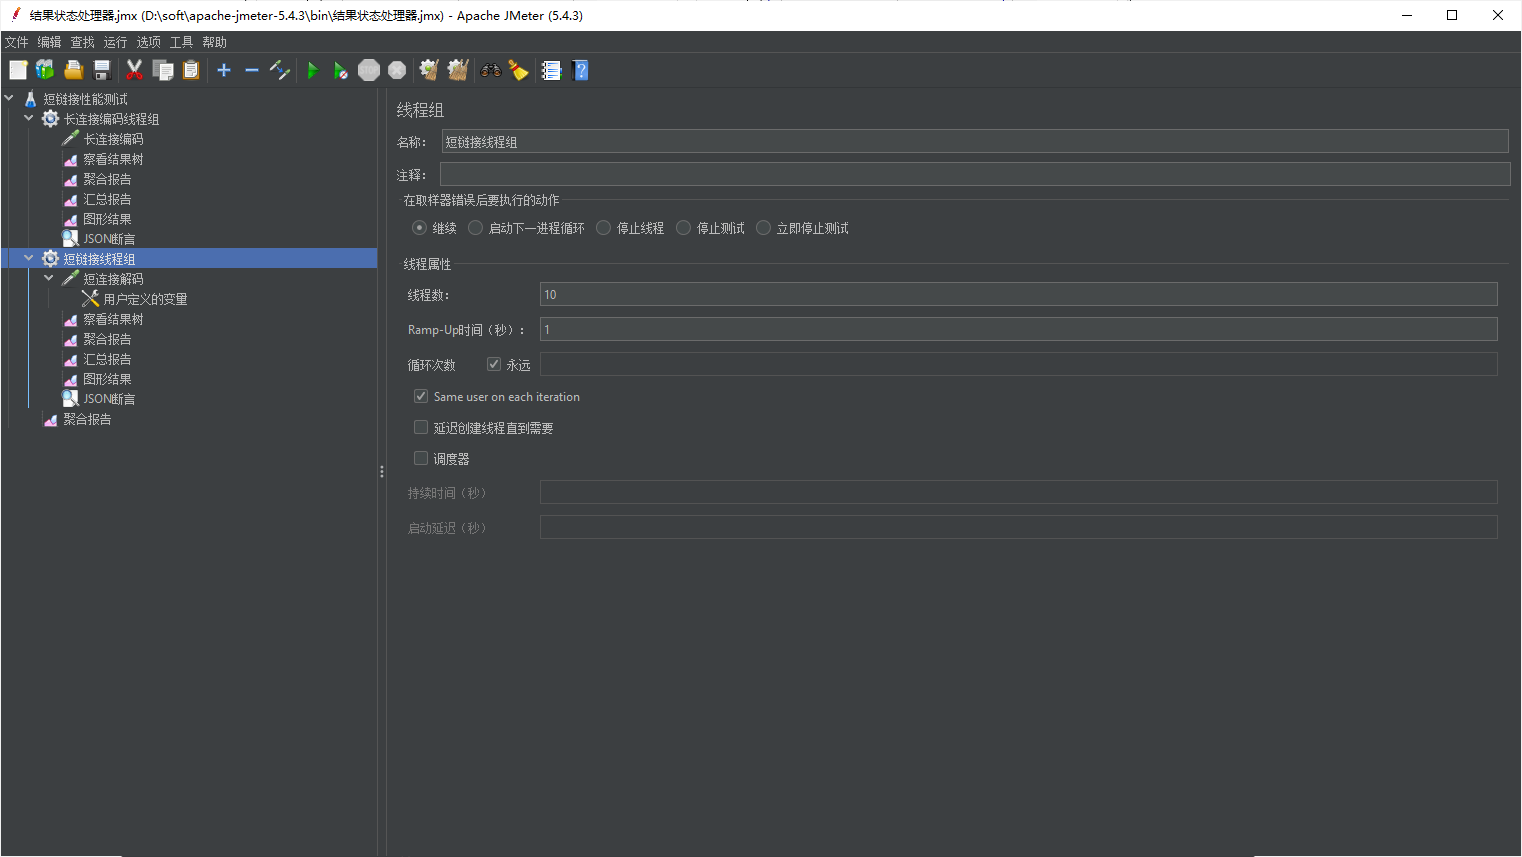 结果状态处理器.jmx (D:\soft\apache-jmeter-5.4.3\bin\结果状态处理器.jmx) - Apache JMeter (5.4.3)
文件 编辑 查找 运行 选项 工具 帮助
STOP
短链接性能测试
长连接编码线程组
长连接编码
察看结果树
聚合报告
汇总报告
图形结果
JSON断言
短链接线程组
短连接解码
用户定义的变量
察看结果树
聚合报告
汇总报告
图形结果
JSON断言
聚合报告
线程组
名称： 短链接线程组
注释：
在取样器错误后要执行的动作
继续 启动下一进程循环 停止线程 停止测试 立即停止测试
线程属性
线程数： 10
Ramp-Up时间（秒）： 1
循环次数 永远
Same user on each iteration
延迟创建线程直到需要
调度器
持续时间（秒）
启动延迟（秒）